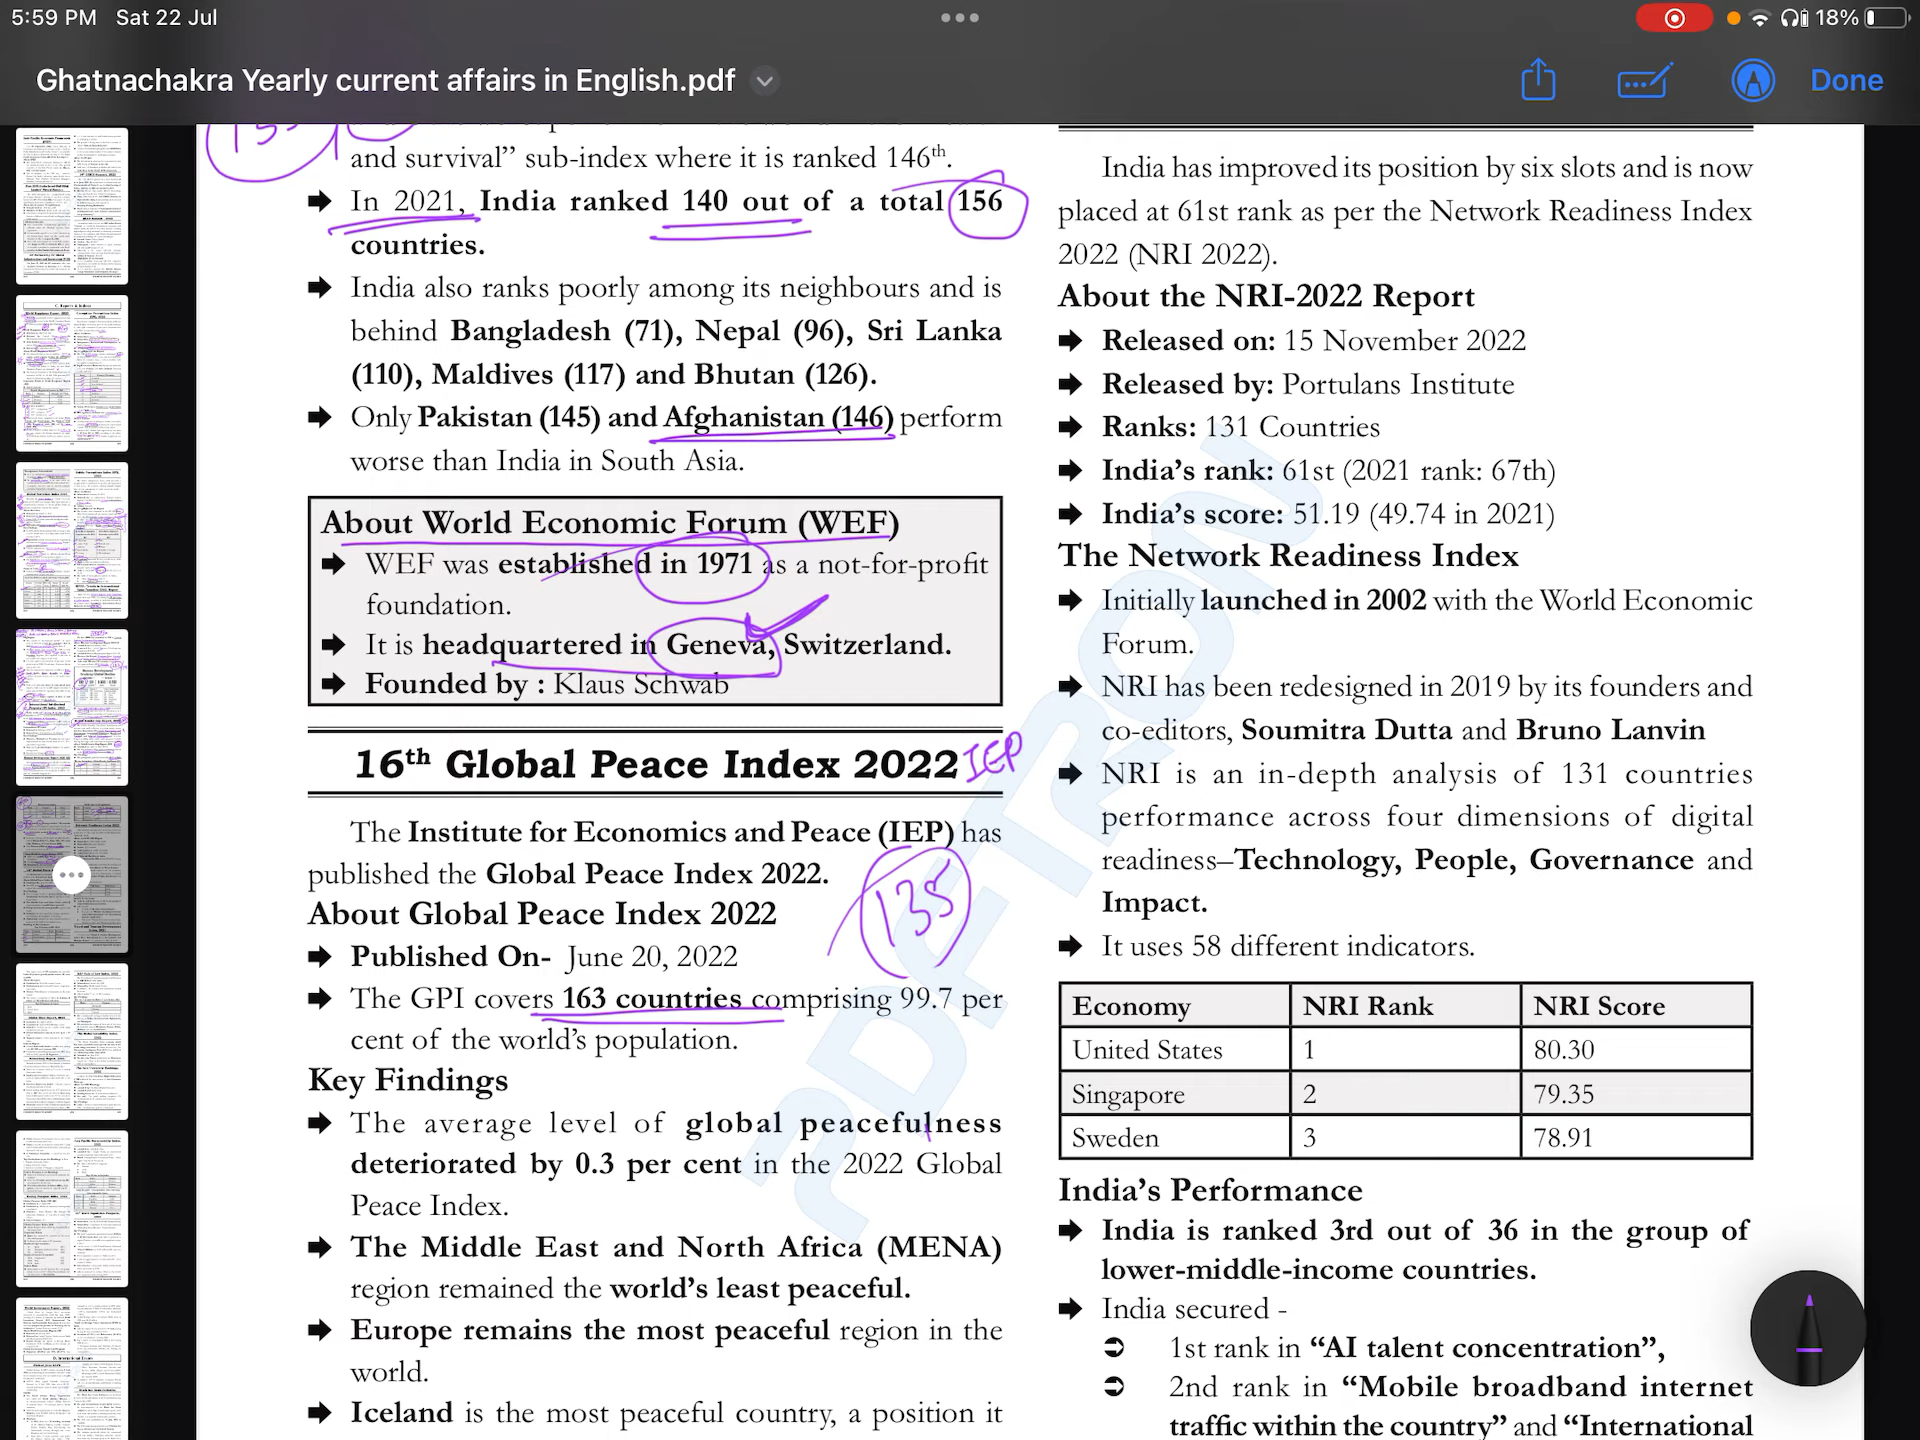 5:59 PM Sat 22 Jul
18%
Ghatnachakra Yearly current affairs in English.pdf
Done
and survival” sub-index where it is ranked 146th.
➡ In 2021, India ranked 140 out of a total 156
countries.
➡ India also ranks poorly among its neighbours and is
behind Bangladesh (71), Nepal (96), Sri Lanka
(110), Maldives (117) and Bhutan (126).
➡ Only Pakistan (145) and Afghanistan (146) perform
worse than India in South Asia.
About World Economic Forum (WEF)
➡ WEF was established in 1971 as a not-for-profit
foundation.
➡ It is headquartered in Geneva, Switzerland.
➡ Founded by : Klaus Schwab
16th Global Peace Index 2022 IEP
The Institute for Economics and Peace (IEP) has
published the Global Peace Index 2022.
135
About Global Peace Index 2022
➡ Published On- June 20, 2022
➡ The GPI covers 163 countries comprising 99.7 per
cent of the world’s population.
Key Findings
➡ The average level of global peacefulness
deteriorated by 0.3 per cent in the 2022 Global
Peace Index.
➡ The Middle East and North Africa (MENA)
region remained the world’s least peaceful.
➡ Europe remains the most peaceful region in the
world.
➡ Iceland is the most peaceful country, a position it
India has improved its position by six slots and is now
placed at 61st rank as per the Network Readiness Index
2022 (NRI 2022).
About the NRI-2022 Report
➡ Released on: 15 November 2022
➡ Released by: Portulans Institute
➡ Ranks: 131 Countries
➡ India’s rank: 61st (2021 rank: 67th)
➡ India’s score: 51.19 (49.74 in 2021)
The Network Readiness Index
➡ Initially launched in 2002 with the World Economic
Forum.
➡ NRI has been redesigned in 2019 by its founders and
co-editors, Soumitra Dutta and Bruno Lanvin
➡ NRI is an in-depth analysis of 131 countries
performance across four dimensions of digital
readiness–Technology, People, Governance and
Impact.
➡ It uses 58 different indicators.
Economy NRI Rank NRI Score
United States 1 80.30
Singapore 2 79.35
Sweden 3 78.91
India’s Performance
➡ India is ranked 3rd out of 36 in the group of
lower-middle-income countries.
➡ India secured -
➲ 1st rank in “AI talent concentration”,
➲ 2nd rank in “Mobile broadband internet
traffic within the country” and “International
PDFTRON